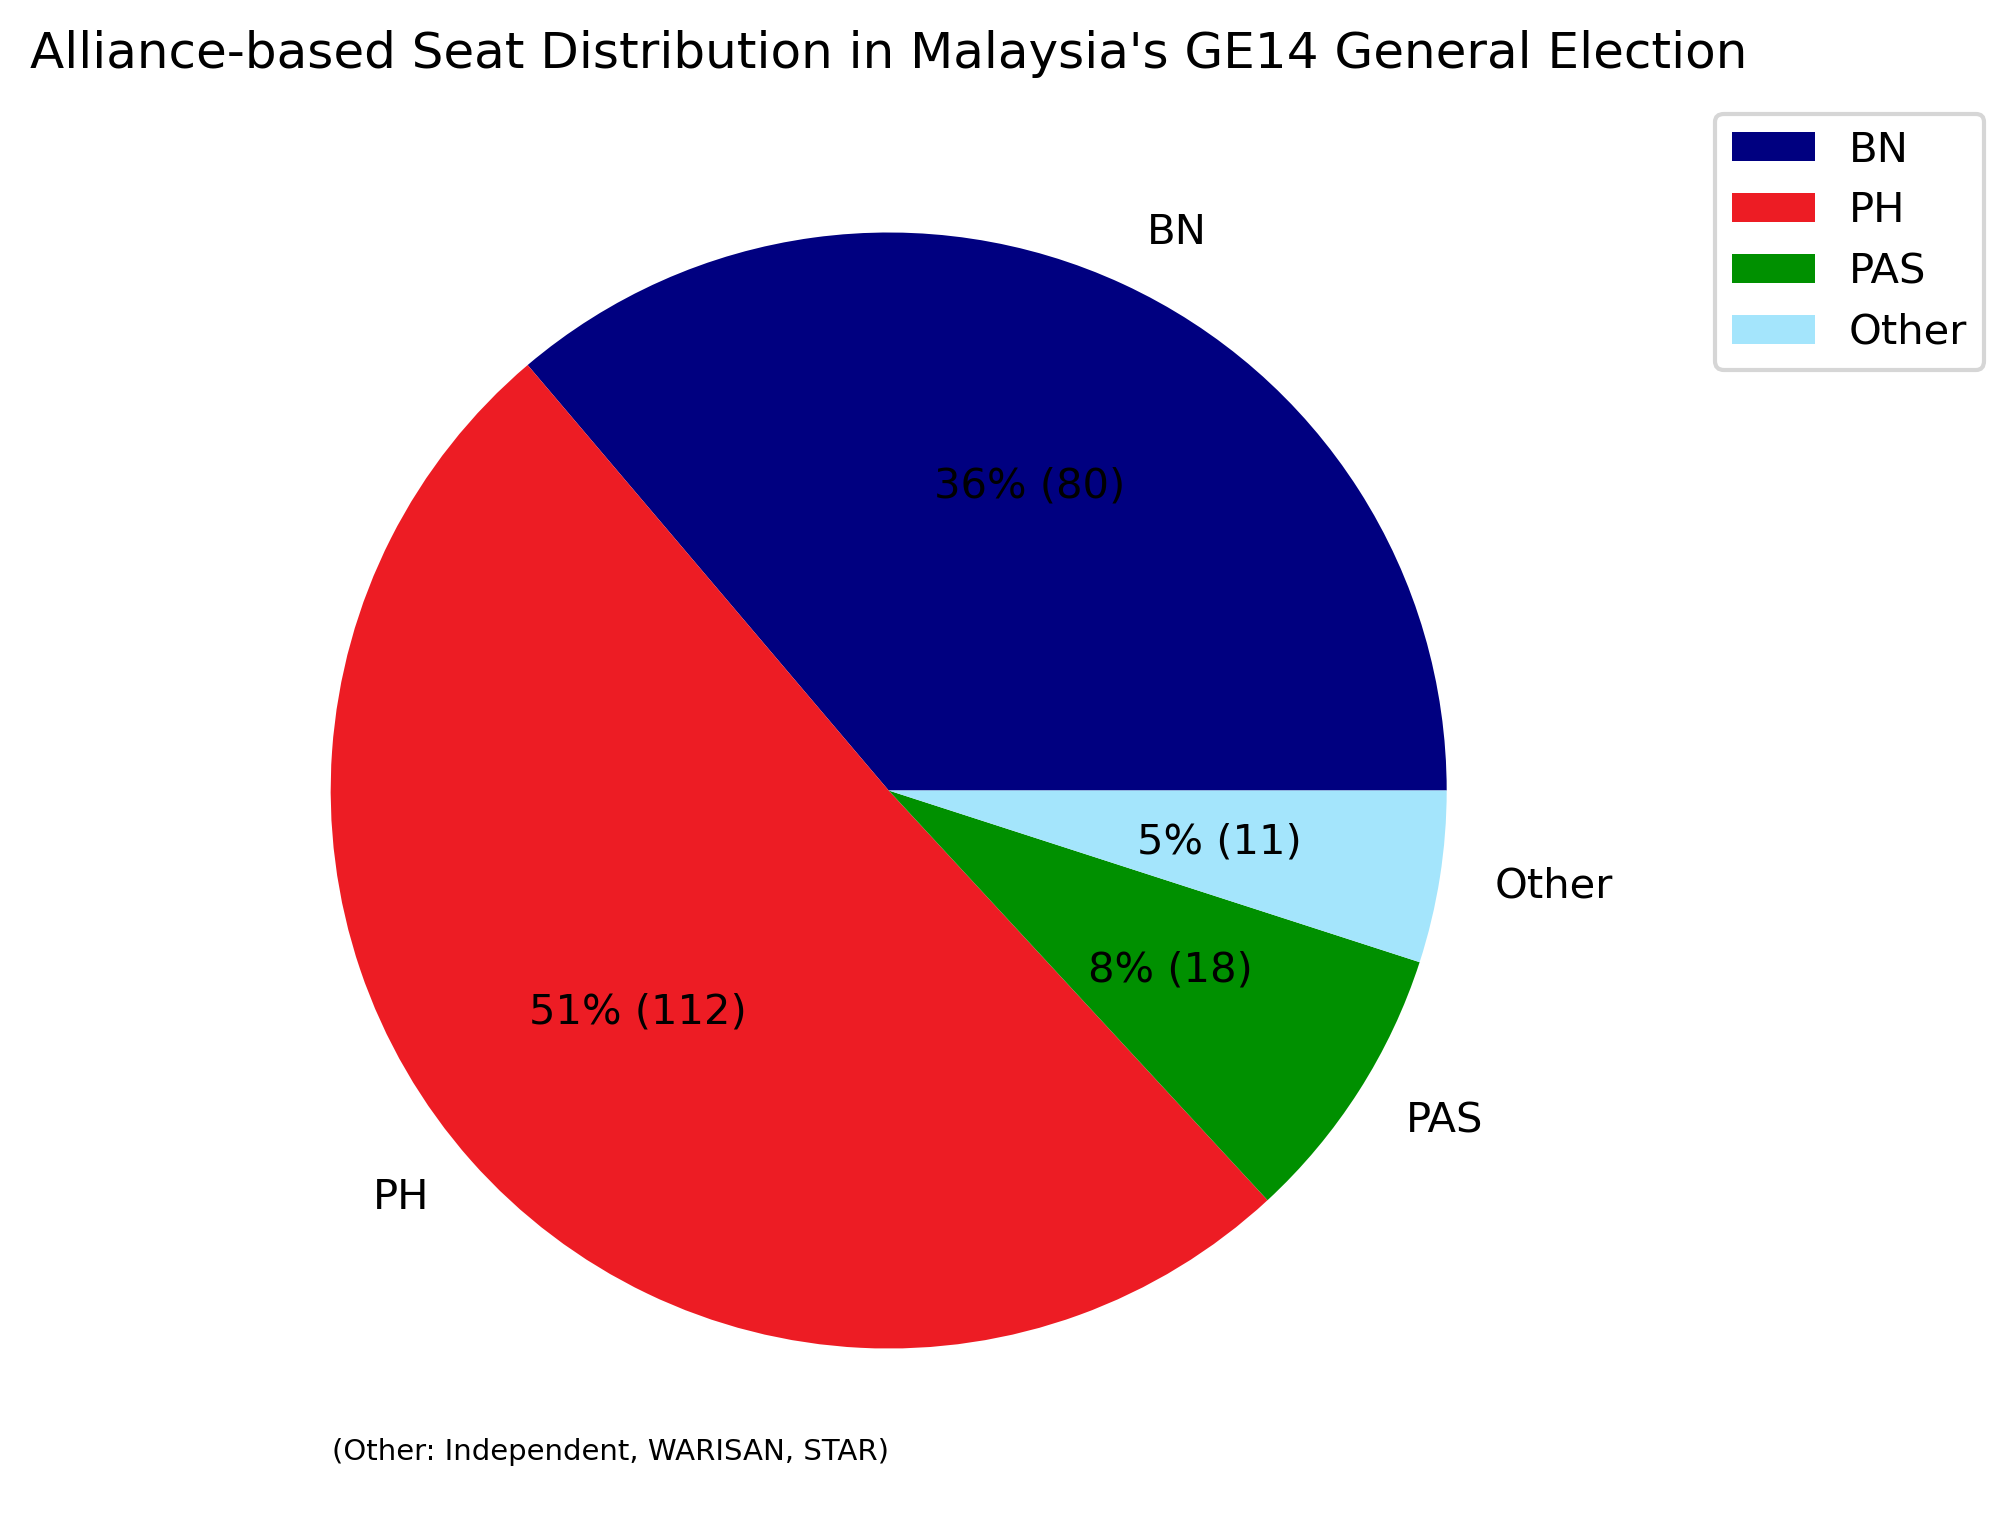 Alliance-based Seat Distribution in Malaysia's GE14 General Election
BN
PH
PAS
Other
BN
36% (80)
5% (11)
Other
8% (18)
51% (112)
PAS
PH
(Other: Independent, WARISAN, STAR)